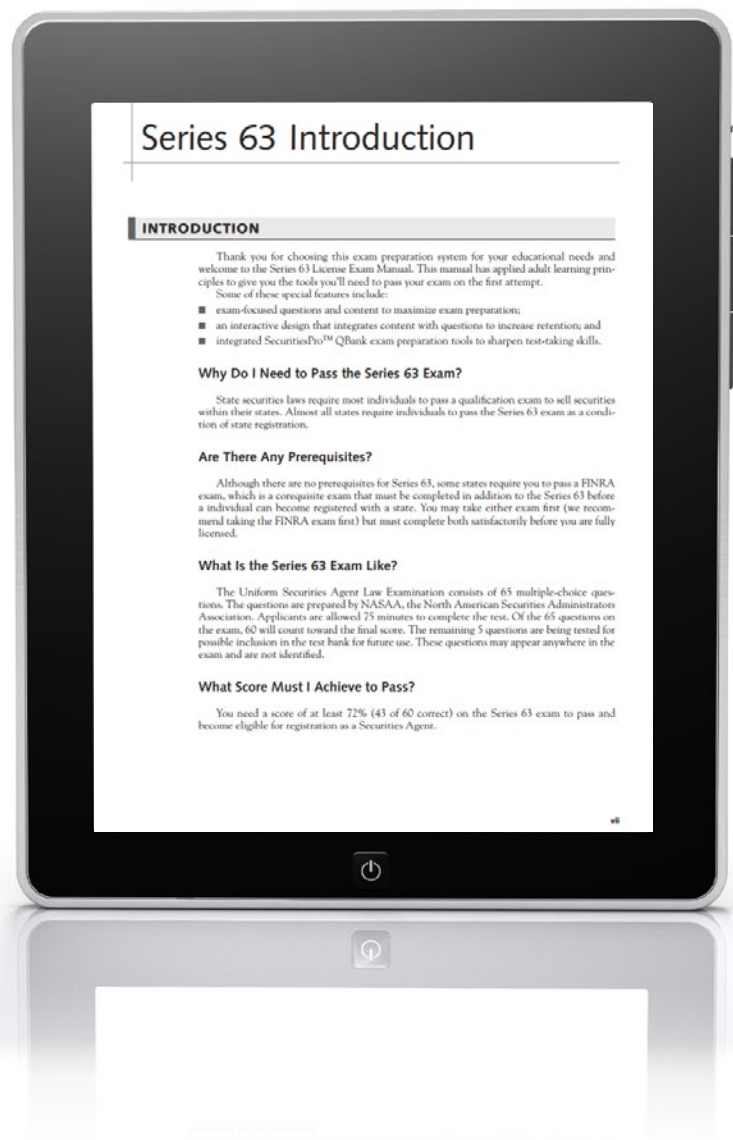 Series 63 Introduction
INTRODUCTION
Thank you for choosing this exam preparation system for your educational needs and
welcome to the Series 63 License Exam Manual. This manual has applied adult learning prin-
ciples to give you the tools you'll need to pass your exam on the first attempt.
Some of these special features include:
■ exam-focused questions and content to maximize exam preparation;
■ an interactive design that integrates content with questions to increase retention; and
■ integrated SecuritiesPro™ QBank exam preparation tools to sharpen test-taking skills.
Why Do I Need to Pass the Series 63 Exam?
State securities laws require most individuals to pass a qualification exam to sell securities
within their states. Almost all states require individuals to pass the Series 63 exam as a condi-
tion of state registration.
Are There Any Prerequisites?
Although there are no prerequisites for Series 63, some states require you to pass a FINRA
exam, which is a corequisite exam that must be completed in addition to the Series 63 before
a individual can become registered with a state. You may take either exam first (we recom-
mend taking the FINRA exam first) but must complete both satisfactorily before you are fully
licensed.
What Is the Series 63 Exam Like?
The Uniform Securities Agent Law Examination consists of 65 multiple-choice ques-
tions. The questions are prepared by NASAA, the North American Securities Administrators
Association. Applicants are allowed 75 minutes to complete the test. Of the 65 questions on
the exam, 60 will count toward the final score. The remaining 5 questions are being tested for
possible inclusion in the test bank for future use. These questions may appear anywhere in the
exam and are not identified.
What Score Must I Achieve to Pass?
You need a score of at least 72% (43 of 60 correct) on the Series 63 exam to pass and
become eligible for registration as a Securities Agent.
vii